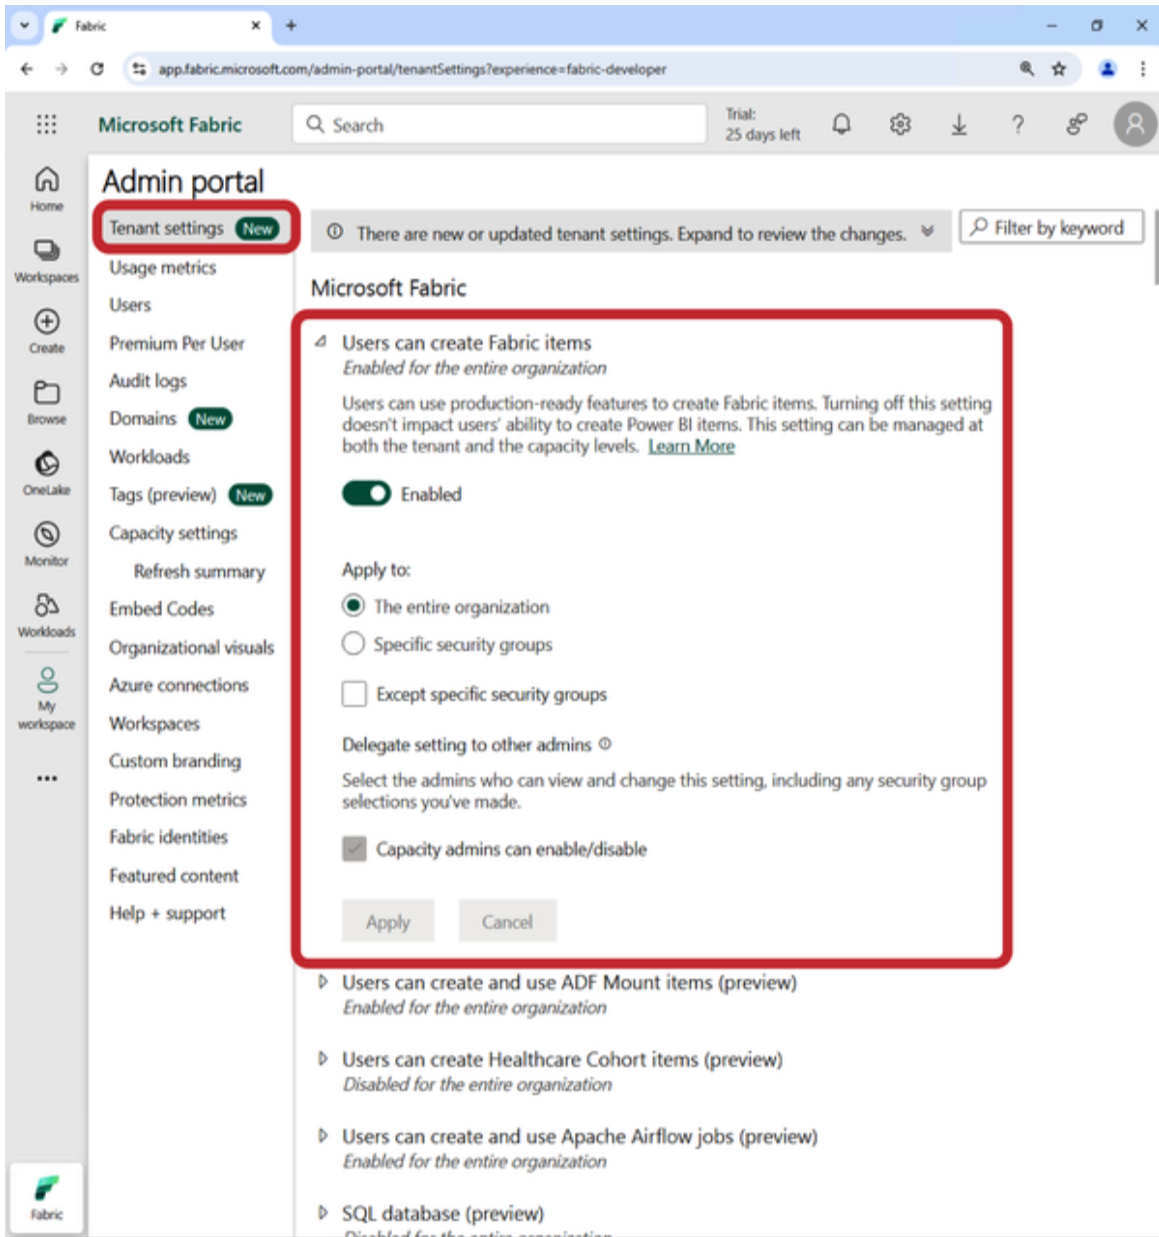 Fabric
app.fabric.microsoft.com/admin-portal/tenantSettings?experience=fabric-developer
Microsoft Fabric
Search
Trial:
25 days left
Home
Workspaces
Create
Browse
OneLake
Monitor
Workloads
My
workspace
Fabric
Admin portal
Tenant settings New
Usage metrics
Users
Premium Per User
Audit logs
Domains New
Workloads
Tags (preview) New
Capacity settings
Refresh summary
Embed Codes
Organizational visuals
Azure connections
Workspaces
Custom branding
Protection metrics
Fabric identities
Featured content
Help + support
There are new or updated tenant settings. Expand to review the changes.
Filter by keyword
Microsoft Fabric
Users can create Fabric items
Enabled for the entire organization
Users can use production-ready features to create Fabric items. Turning off this setting
doesn't impact users' ability to create Power BI items. This setting can be managed at
both the tenant and the capacity levels. Learn More
Enabled
Apply to:
The entire organization
Specific security groups
Except specific security groups
Delegate setting to other admins
Select the admins who can view and change this setting, including any security group
selections you've made.
Capacity admins can enable/disable
Apply
Cancel
Users can create and use ADF Mount items (preview)
Enabled for the entire organization
Users can create Healthcare Cohort items (preview)
Disabled for the entire organization
Users can create and use Apache Airflow jobs (preview)
Enabled for the entire organization
SQL database (preview)
Disabled for the entire organization